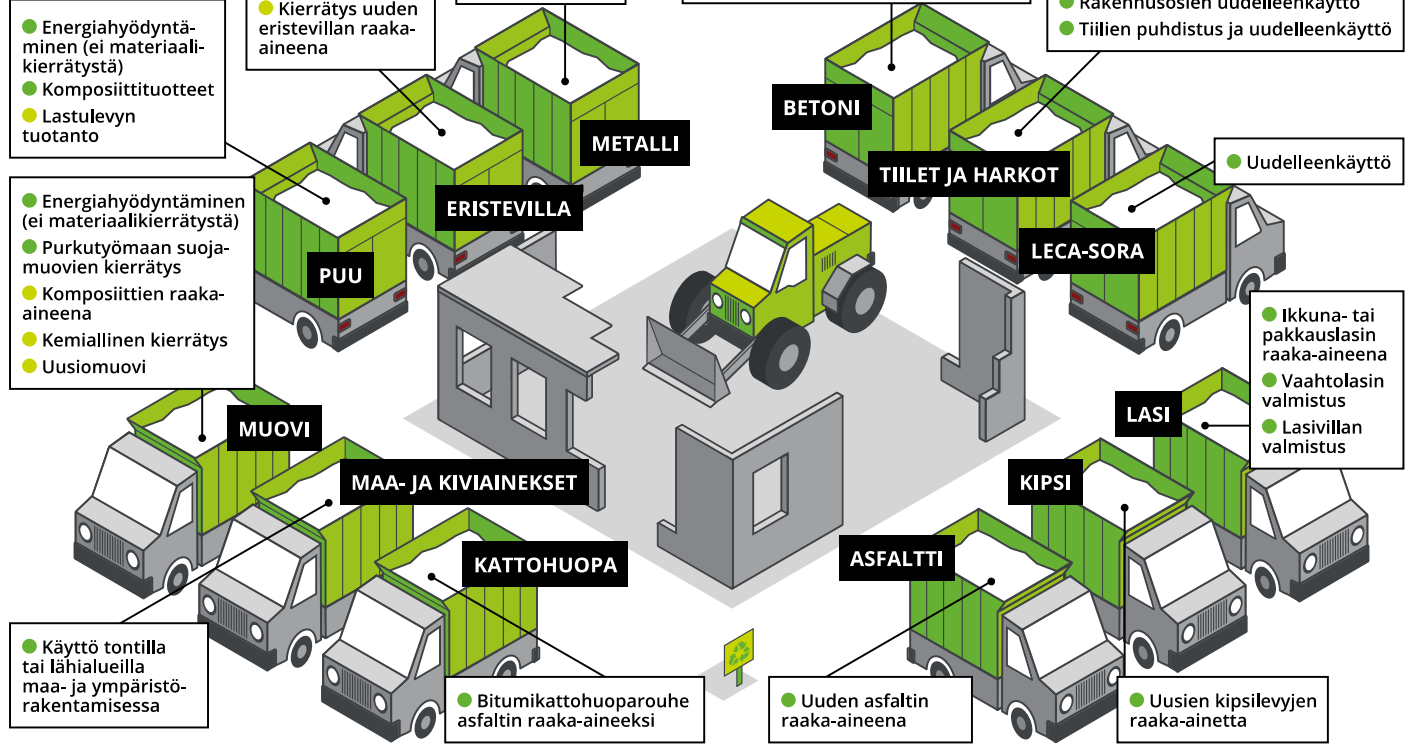 Energiahyödyntä-
minen (ei materiaali-
kierrätystä)
Komposiittituotteet
Lastulevyn
tuotanto
Kierrätys uuden
eristevillan raaka-
aineena
Rakennusosien uudelleenkäyttö
Tiilien puhdistus ja uudelleenkäyttö
METALLI
BETONI
TIILET JA HARKOT
Uudelleenkäyttö
ERISTEVILLA
LECA-SORA
PUU
Energiahyödyntäminen
(ei materiaalikierrätystä)
Purkutyömaan suoja-
muovien kierrätys
Komposiittien raaka-
aineena
Kemiallinen kierrätys
Uusiomuovi
Ikkuna- tai
pakkauslasin
raaka-aineena
Vaahtolasin
valmistus
Lasivillan
valmistus
MUOVI
LASI
MAA- JA KIVIAINEKSET
KIPSI
KATTOHUOPA
ASFALTTI
Käyttö tontilla
tai lähialueilla
maa- ja ympäristö-
rakentamisessa
Bitumikattohuoparouhe
asfaltin raaka-aineeksi
Uuden asfaltin
raaka-aineena
Uusien kipsilevyjen
raaka-ainetta